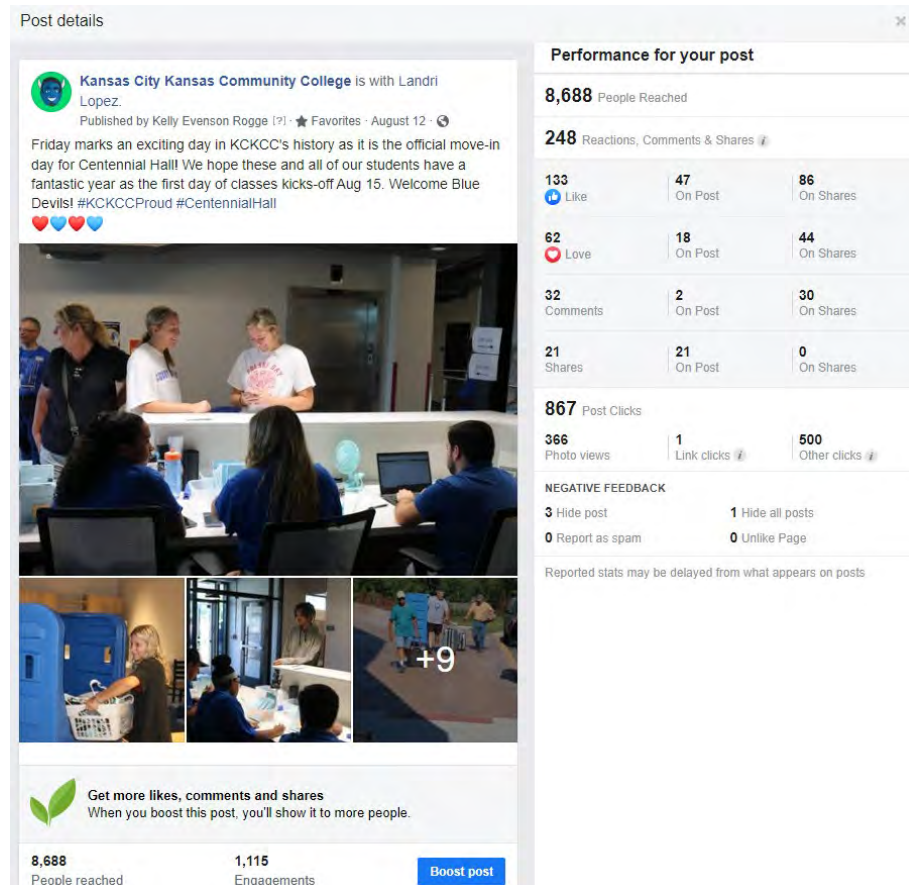 Post details
×
Kansas City Kansas Community College is with Landri
Lopez.
Published by Kelly Evenson Rogge [?] · ★ Favorites · August 12 ·
Friday marks an exciting day in KCKCC's history as it is the official move-in
day for Centennial Hall! We hope these and all of our students have a
fantastic year as the first day of classes kicks-off Aug 15. Welcome Blue
Devils! #KCKCCProud #CentennialHall
+9
Get more likes, comments and shares
When you boost this post, you'll show it to more people.
8,688 1,115 Boost post
People reached Engagements
Performance for your post
8,688 People Reached
248 Reactions, Comments & Shares i
133 47 86
Like On Post On Shares
62 18 44
Love On Post On Shares
32 2 30
Comments On Post On Shares
21 21 0
Shares On Post On Shares
867 Post Clicks
366 1 500
Photo views Link clicks i Other clicks i
NEGATIVE FEEDBACK
3 Hide post 1 Hide all posts
0 Report as spam 0 Unlike Page
Reported stats may be delayed from what appears on posts